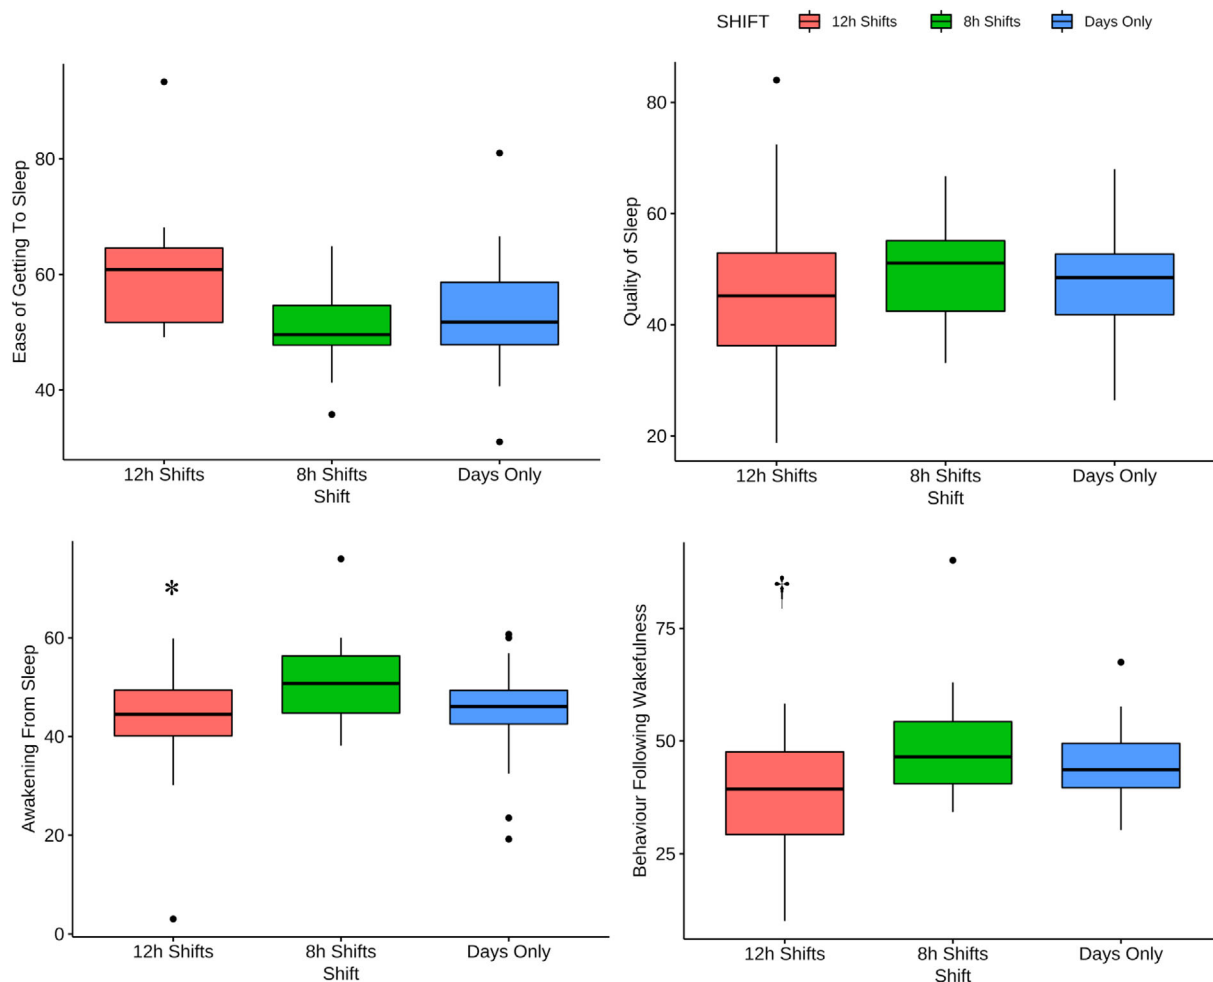 SHIFT 12h Shifts 8h Shifts Days Only
Ease of Getting To Sleep
80
60
40
12h Shifts 8h Shifts Days Only
Shift
Quality of Sleep
80
60
40
20
12h Shifts 8h Shifts Days Only
Shift
Awakening From Sleep
60
40
20
0
*
12h Shifts 8h Shifts Days Only
Shift
Behaviour Following Wakefulness
75
50
25
†
12h Shifts 8h Shifts Days Only
Shift